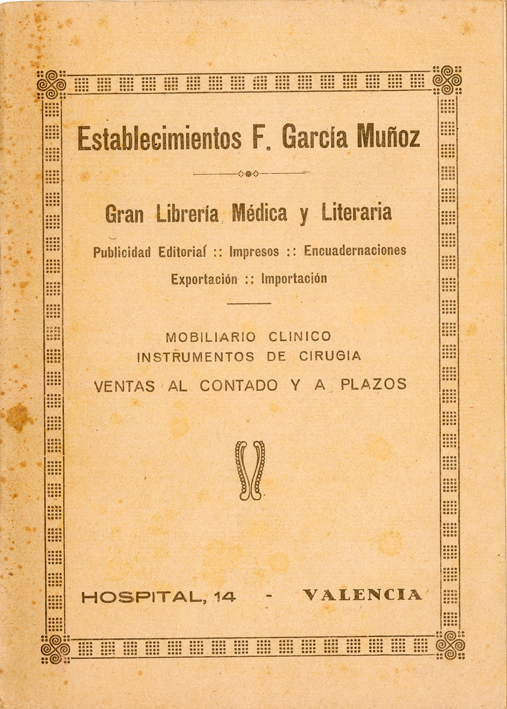 Establecimientos F. García Muñoz
Gran Librería Médica y Literaria
Publicidad Editorial :: Impresos :: Encuadernaciones
Exportación :: Importación
MOBILIARIO CLINICO
INSTRUMENTOS DE CIRUGIA
VENTAS AL CONTADO Y A PLAZOS
HOSPITAL, 14 - VALENCIA